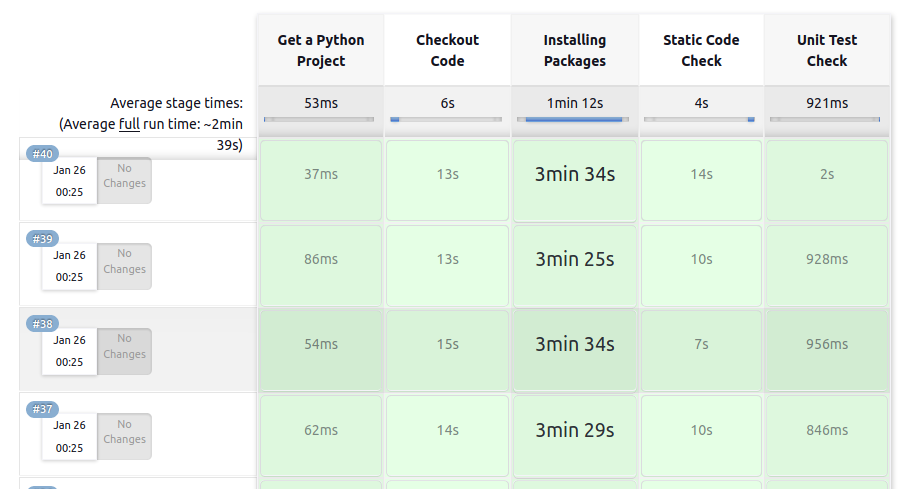 Get a Python Project
Checkout Code
Installing Packages
Static Code Check
Unit Test Check
Average stage times:
(Average full run time: ~2min 39s)
53ms
6s
1min 12s
4s
921ms
#40
Jan 26
00:25
No Changes
37ms
13s
3min 34s
14s
2s
#39
Jan 26
00:25
No Changes
86ms
13s
3min 25s
10s
928ms
#38
Jan 26
00:25
No Changes
54ms
15s
3min 34s
7s
956ms
#37
Jan 26
00:25
No Changes
62ms
14s
3min 29s
10s
846ms